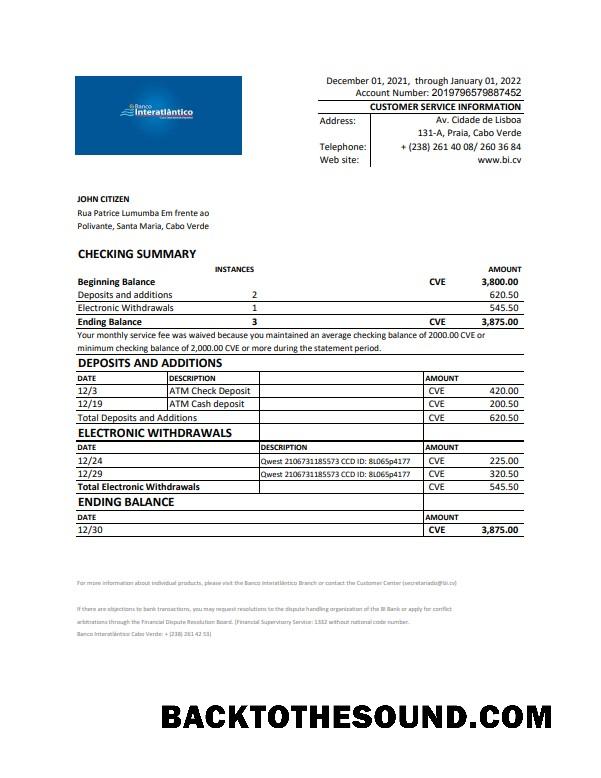 December 01, 2021, through January 01, 2022
Account Number: 2019796579887452
Banco
Interatlântico
CUSTOMER SERVICE INFORMATION
Address: Av. Cidade de Lisboa
131-A, Praia, Cabo Verde
Telephone: + (238) 261 40 08/ 260 36 84
Web site: www.bi.cv
JOHN CITIZEN
Rua Patrice Lumumba Em frente ao
Polivante, Santa Maria, Cabo Verde
CHECKING SUMMARY
INSTANCES AMOUNT
Beginning Balance CVE 3,800.00
Deposits and additions 2 620.50
Electronic Withdrawals 1 545.50
Ending Balance 3 CVE 3,875.00
Your monthly service fee was waived because you maintained an average checking balance of 2000.00 CVE or
minimum checking balance of 2,000.00 CVE or more during the statement period.
DEPOSITS AND ADDITIONS
DATE DESCRIPTION AMOUNT
12/3 ATM Check Deposit CVE 420.00
12/19 ATM Cash deposit CVE 200.50
Total Deposits and Additions CVE 620.50
ELECTRONIC WITHDRAWALS
DATE DESCRIPTION AMOUNT
12/24 Qwest 2106731185573 CCD ID: 8L065p4177 CVE 225.00
12/29 Qwest 2106731185573 CCD ID: 8L065p4177 CVE 320.50
Total Electronic Withdrawals CVE 545.50
ENDING BALANCE
DATE AMOUNT
12/30 CVE 3,875.00
For more information about individual products, please visit the Banco Interatlântico Branch or contact the Customer Center (secretariado@bi.cv)
If there are objections to bank transactions, you may request resolutions to the dispute handling organization of the BI Bank or apply for conflict
arbitrations through the Financial Dispute Resolution Board. (Financial Supervisory Service: 1332 without national code number.
Banco Interatlântico Cabo Verde: + (238) 261 42 53)
BACKTOTHESOUND.COM